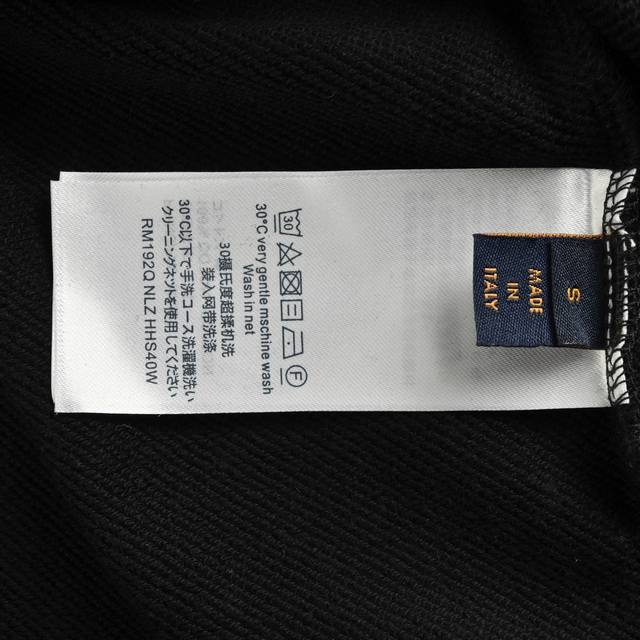 30 F
30°C very gentle mschine wash
Wash in net
30摄氏度超柔机洗
装入网带洗涤
30℃以下で手洗コース洗濯機洗い
クリーニングネットを使用してください
RM192Q NLZ HHS40W
S
MADE
IN
ITALY